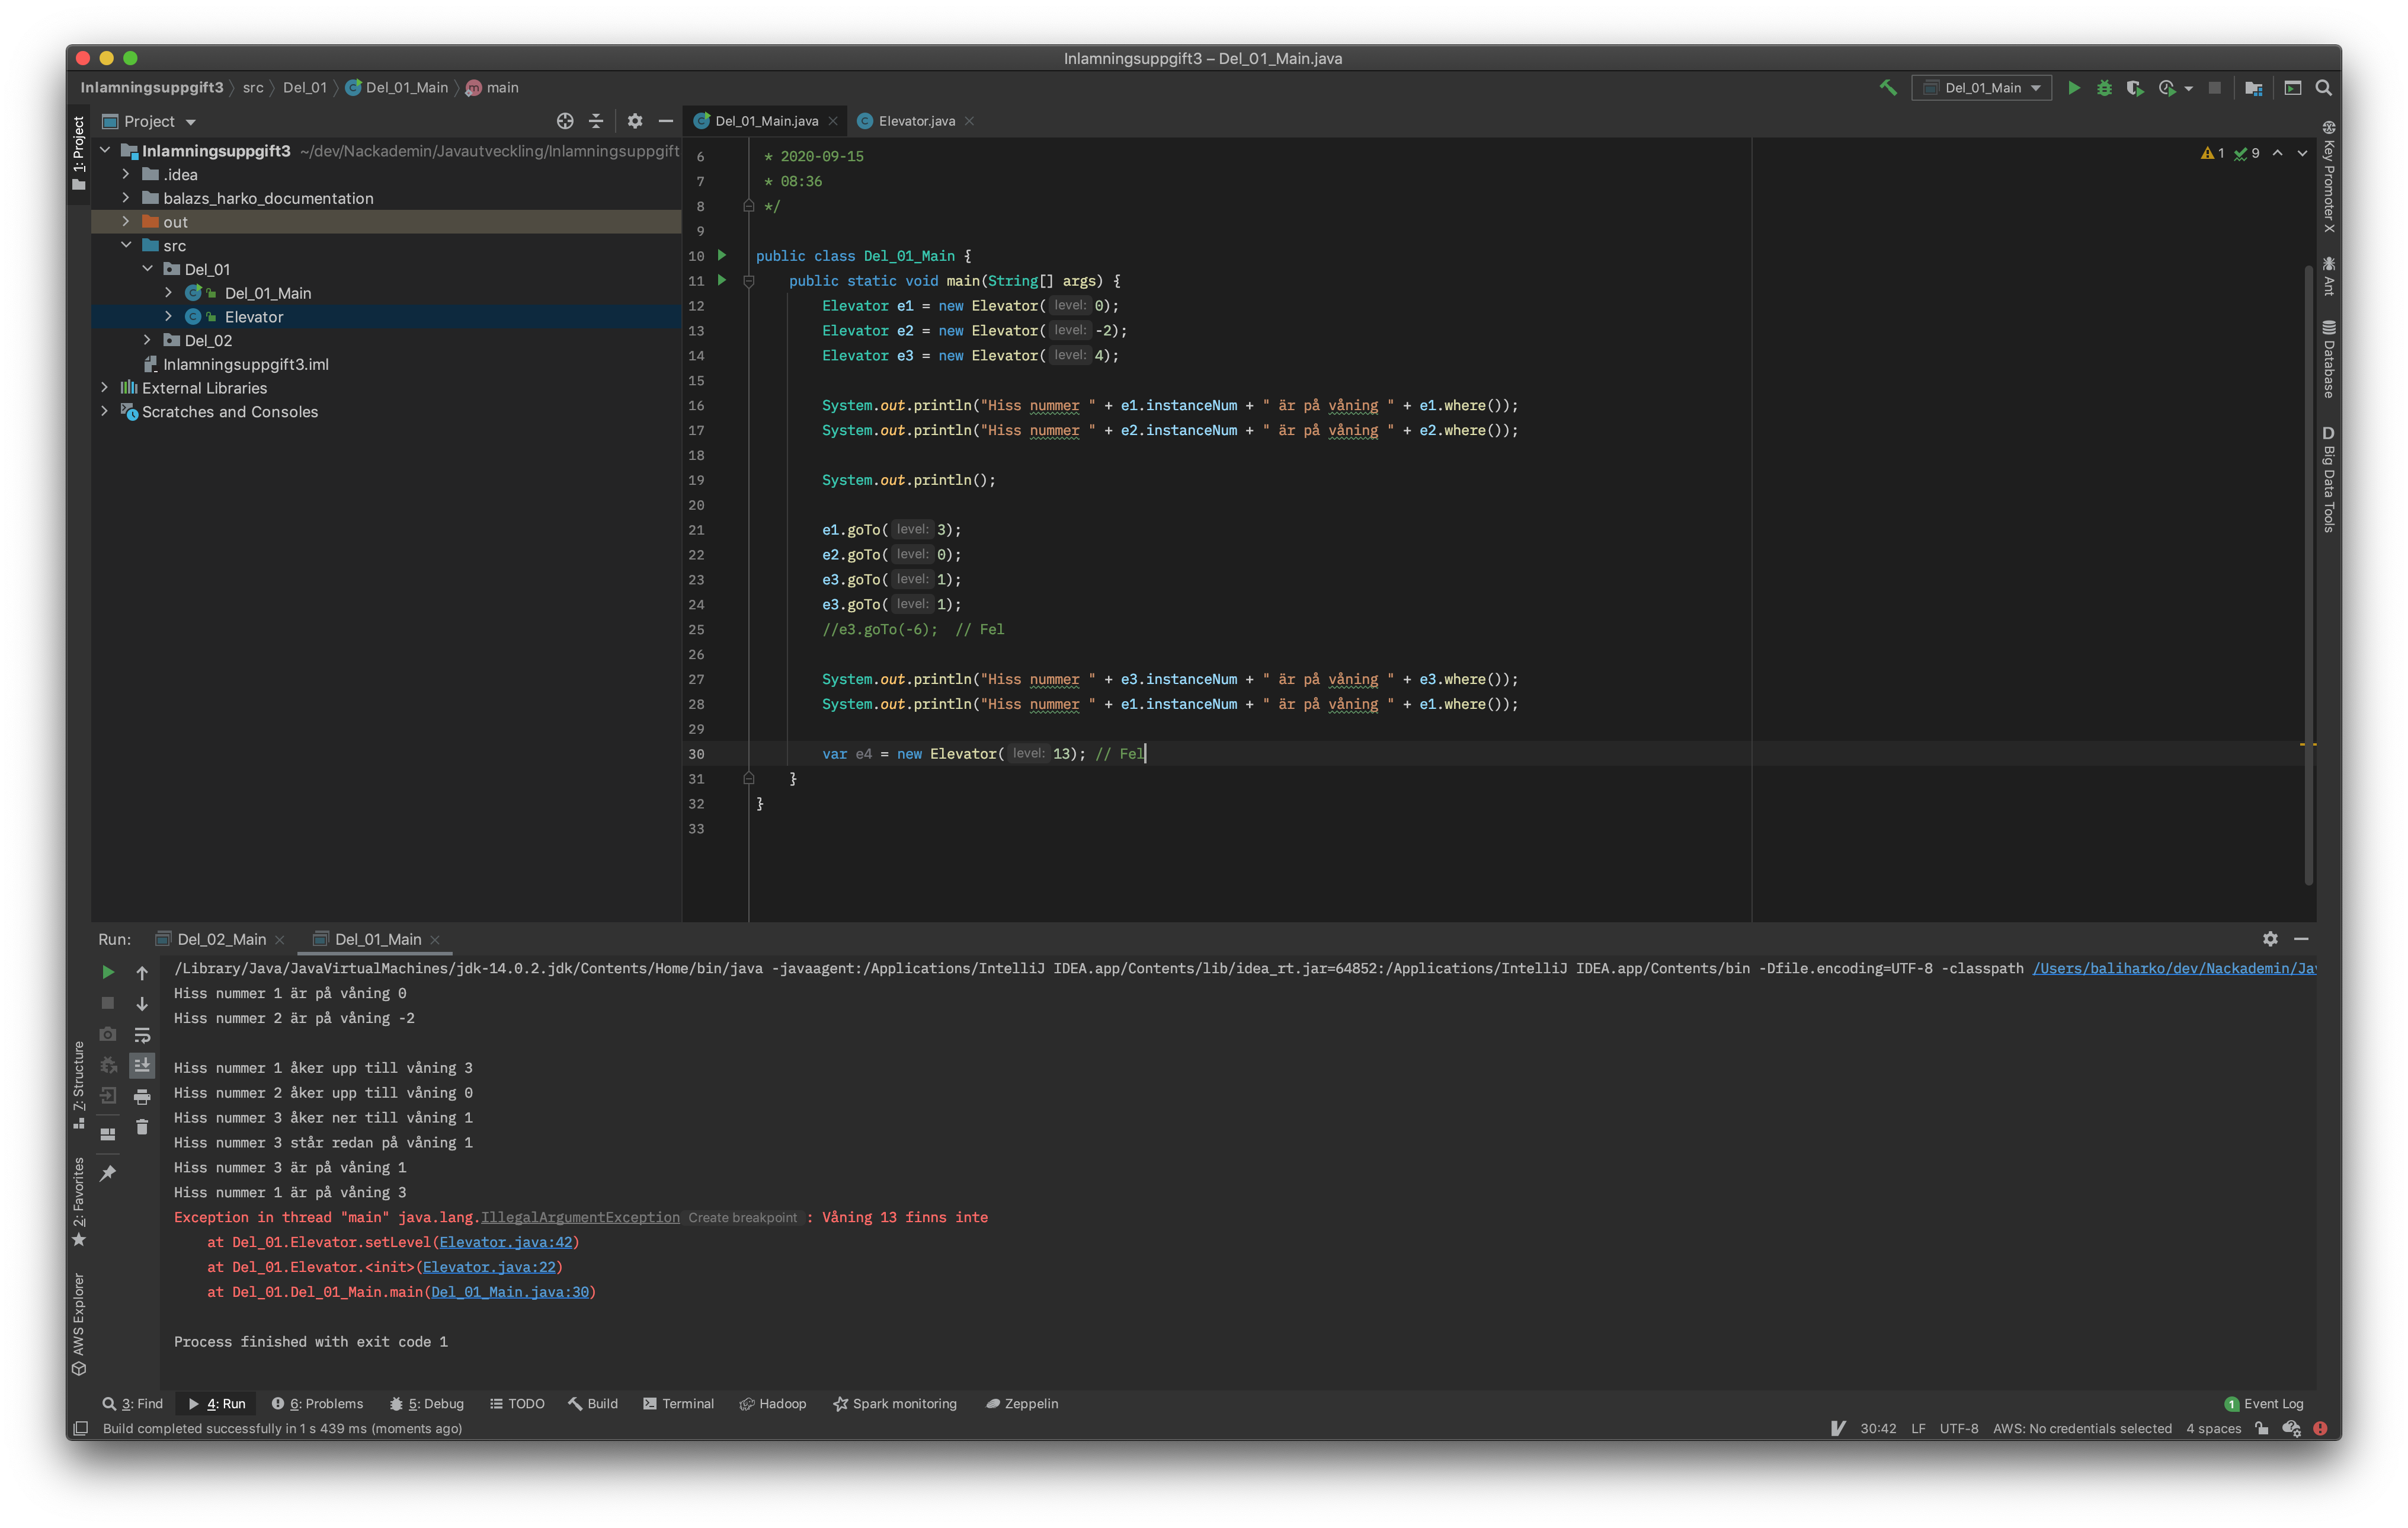 Inlamningsuppgift3 – Del_01_Main.java
Inlamningsuppgift3 src Del_01 Del_01_Main main
Del_01_Main
1: Project
Project
Inlamningsuppgift3 ~/dev/Nackademin/Javautveckling/Inlamningsuppgift
.idea
balazs_harko_documentation
out
src
Del_01
Del_01_Main
Elevator
Del_02
Inlamningsuppgift3.iml
External Libraries
Scratches and Consoles
Del_01_Main.java
Elevator.java
1 9
6 * 2020-09-15
7 * 08:36
8 */
9
10 public class Del_01_Main {
11 public static void main(String[] args) {
12 Elevator e1 = new Elevator( level: 0);
13 Elevator e2 = new Elevator( level: -2);
14 Elevator e3 = new Elevator( level: 4);
15
16 System.out.println("Hiss nummer " + e1.instanceNum + " är på våning " + e1.where());
17 System.out.println("Hiss nummer " + e2.instanceNum + " är på våning " + e2.where());
18
19 System.out.println();
20
21 e1.goTo( level: 3);
22 e2.goTo( level: 0);
23 e3.goTo( level: 1);
24 e3.goTo( level: 1);
25 //e3.goTo(-6);  // Fel
26
27 System.out.println("Hiss nummer " + e3.instanceNum + " är på våning " + e3.where());
28 System.out.println("Hiss nummer " + e1.instanceNum + " är på våning " + e1.where());
29
30 var e4 = new Elevator( level: 13); // Fel
31 }
32 }
33
Key Promoter X
Ant
Database
D Big Data Tools
Run: Del_02_Main Del_01_Main
/Library/Java/JavaVirtualMachines/jdk-14.0.2.jdk/Contents/Home/bin/java -javaagent:/Applications/IntelliJ IDEA.app/Contents/lib/idea_rt.jar=64852:/Applications/IntelliJ IDEA.app/Contents/bin -Dfile.encoding=UTF-8 -classpath /Users/baliharko/dev/Nackademin/Jav
Hiss nummer 1 är på våning 0
Hiss nummer 2 är på våning -2
Hiss nummer 1 åker upp till våning 3
Hiss nummer 2 åker upp till våning 0
Hiss nummer 3 åker ner till våning 1
Hiss nummer 3 står redan på våning 1
Hiss nummer 3 är på våning 1
Hiss nummer 1 är på våning 3
Exception in thread "main" java.lang.IllegalArgumentException Create breakpoint : Våning 13 finns inte
at Del_01.Elevator.setLevel(Elevator.java:42)
at Del_01.Elevator.<init>(Elevator.java:22)
at Del_01.Del_01_Main.main(Del_01_Main.java:30)
Process finished with exit code 1
Z: Structure
2: Favorites
AWS Explorer
3: Find 4: Run 6: Problems 5: Debug TODO Build Terminal Hadoop Spark monitoring Zeppelin 1 Event Log
Build completed successfully in 1 s 439 ms (moments ago) 30:42 LF UTF-8 AWS: No credentials selected 4 spaces